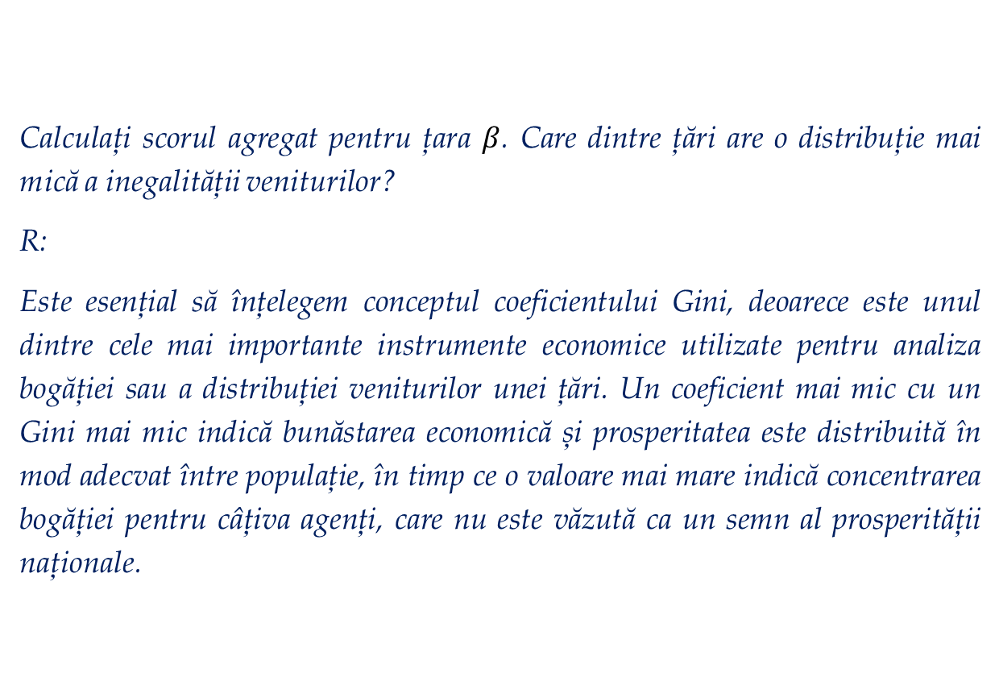 Calculați scorul agregat pentru țara β. Care dintre țări are o distribuție mai
mică a inegalității veniturilor?
R:
Este esențial să înțelegem conceptul coeficientului Gini, deoarece este unul
dintre cele mai importante instrumente economice utilizate pentru analiza
bogăției sau a distribuției veniturilor unei țări. Un coeficient mai mic cu un
Gini mai mic indică bunăstarea economică și prosperitatea este distribuită în
mod adecvat între populație, în timp ce o valoare mai mare indică concentrarea
bogăției pentru câțiva agenți, care nu este văzută ca un semn al prosperității
naționale.